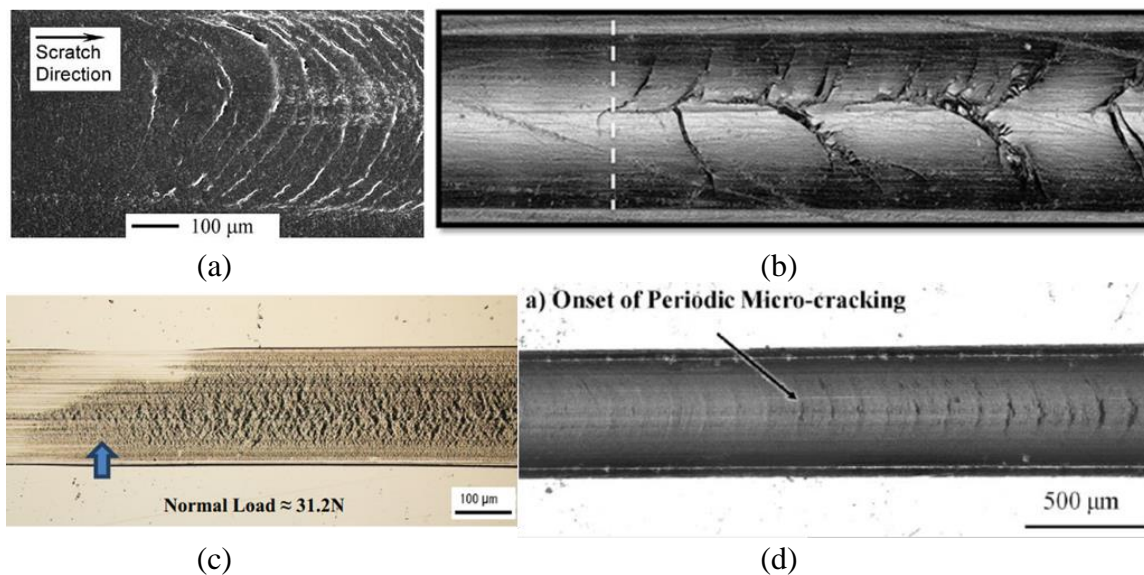 Scratch
Direction
100 μm
(a)
(b)
Normal Load ≈ 31.2N
100 μm
(c)
a) Onset of Periodic Micro-cracking
500 μm
(d)